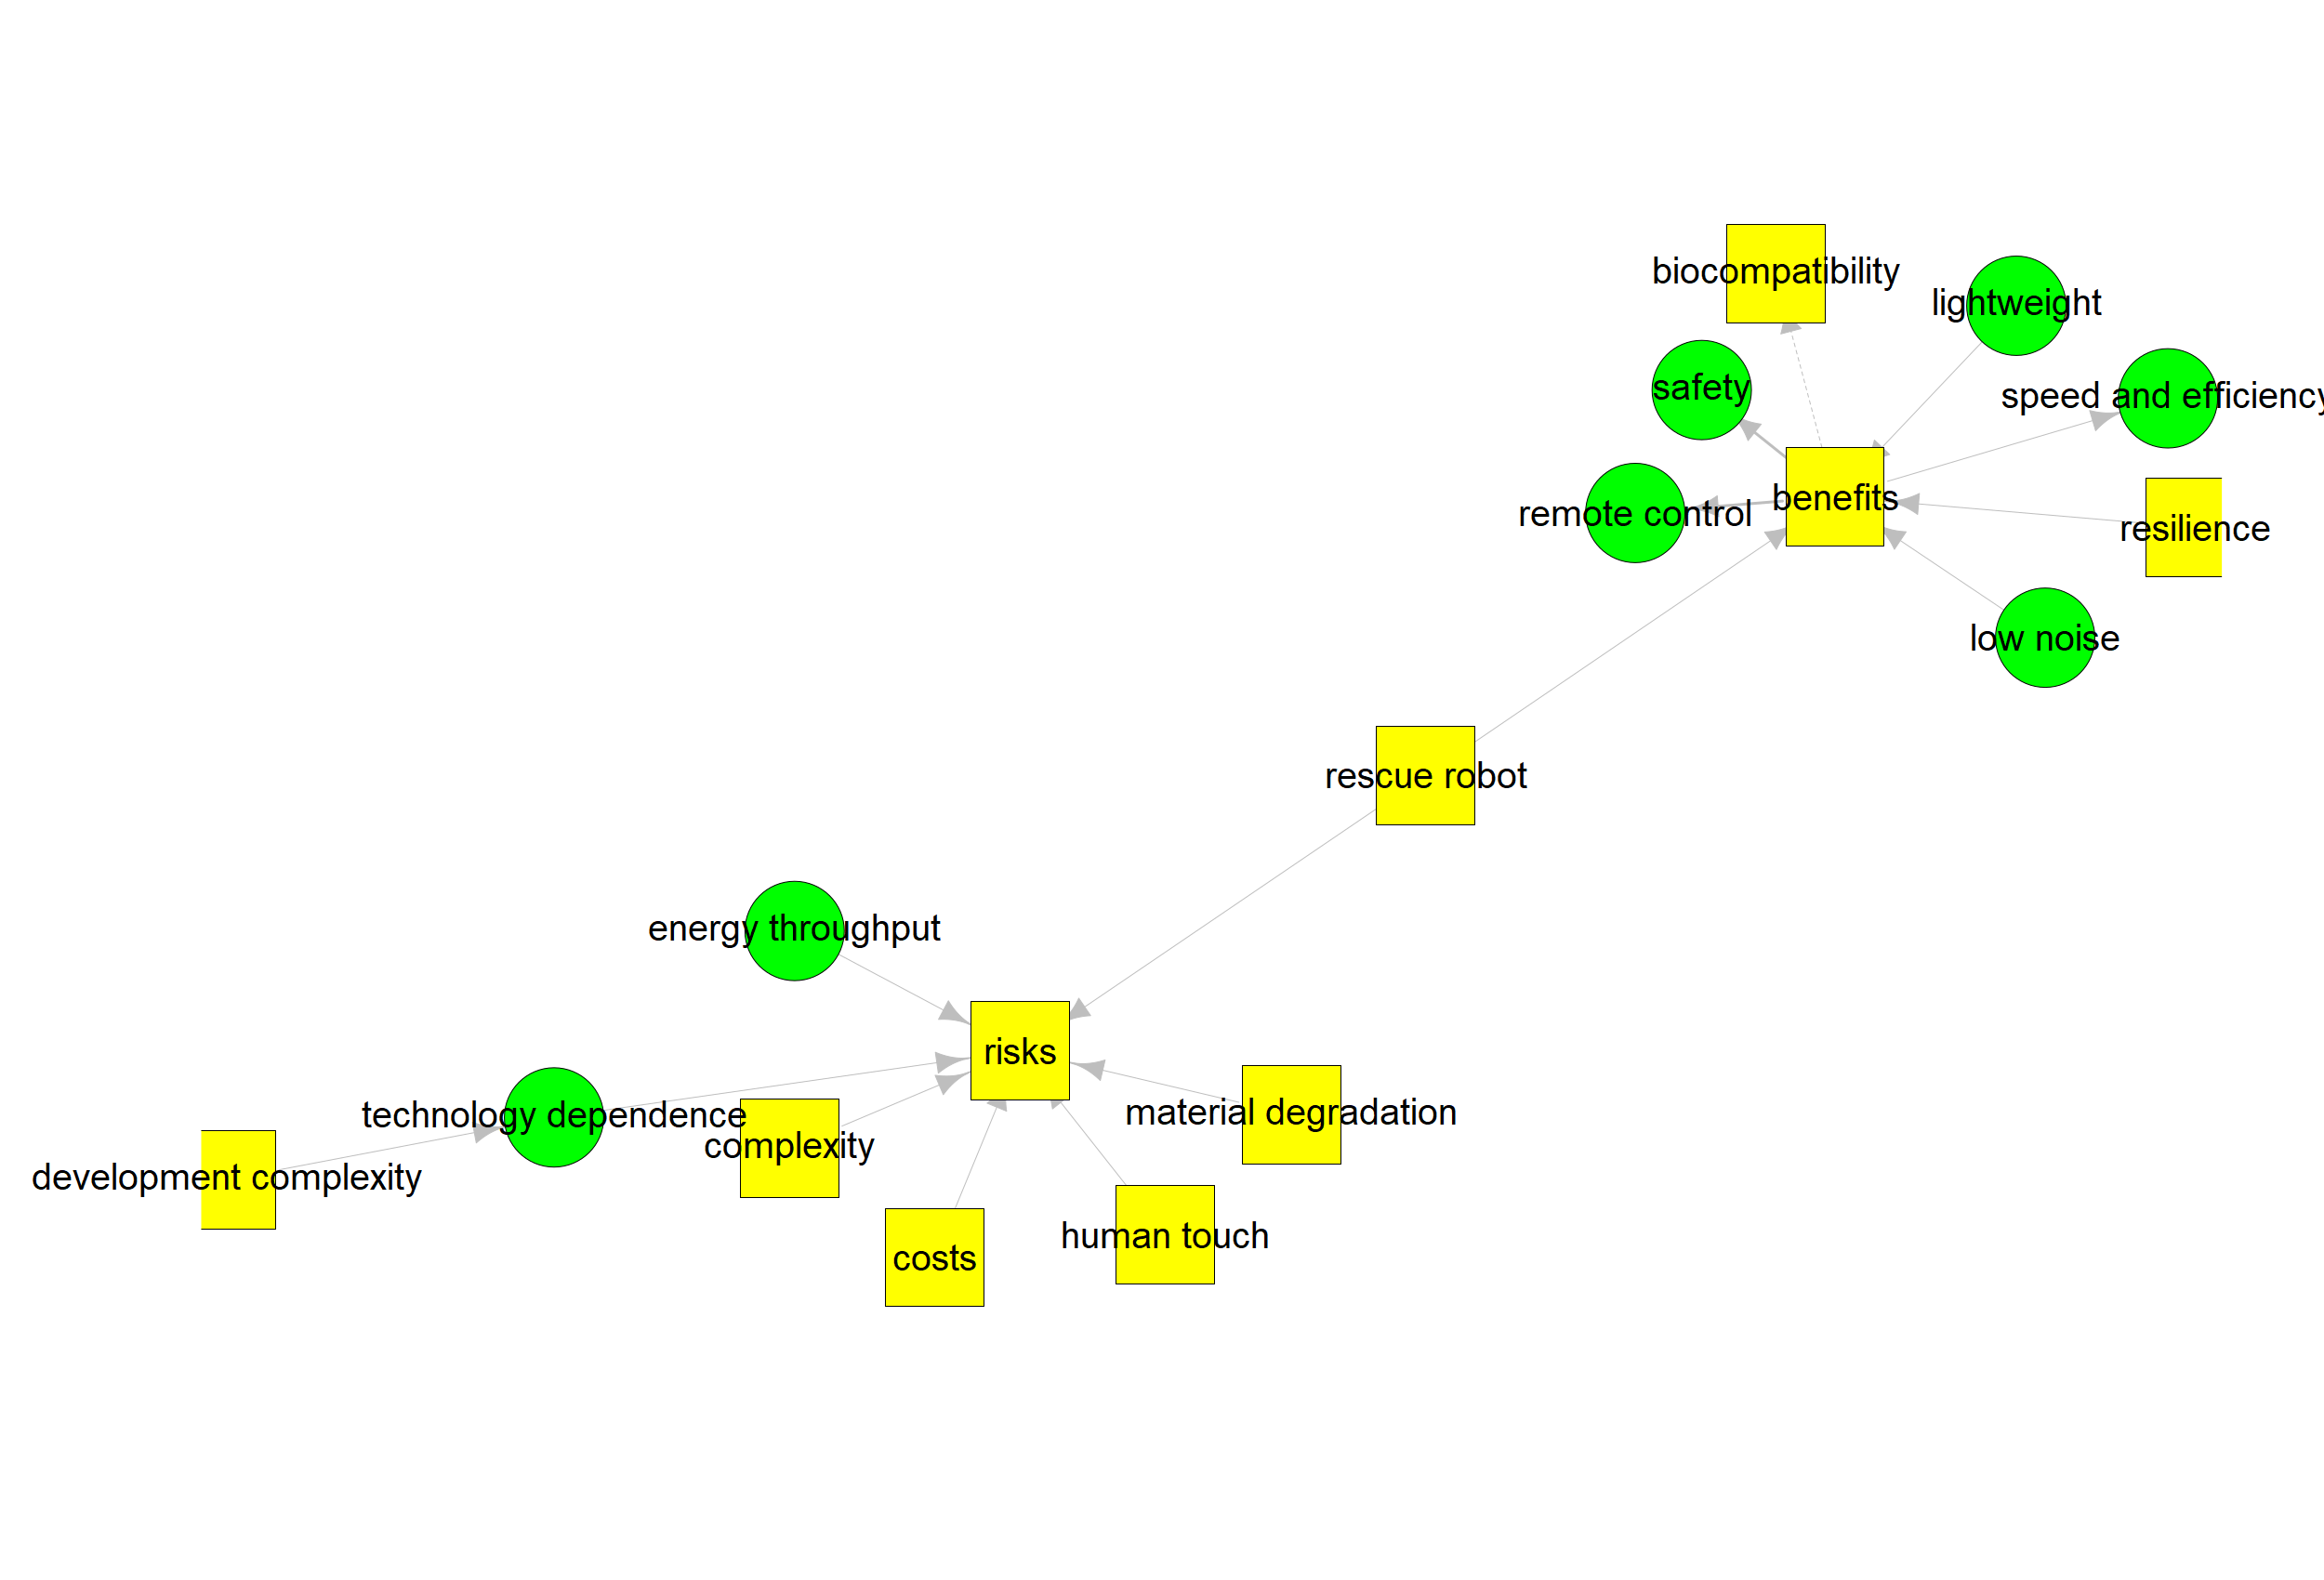 biocompatibility
lightweight
safety
speed and efficiency
benefits
remote control
resilience
low noise
rescue robot
energy throughput
risks
material degradation
technology dependence
complexity
development complexity
human touch
costs